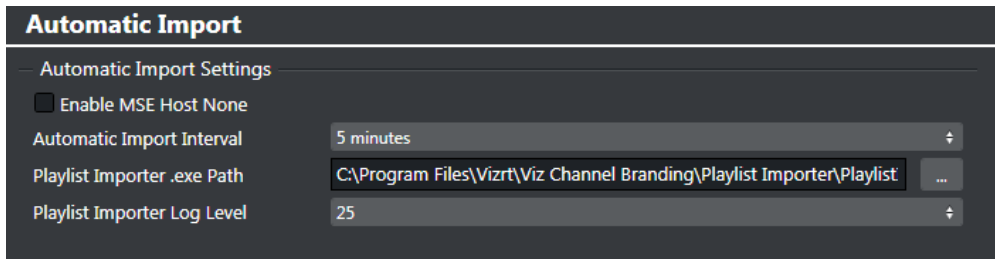 Automatic Import
Automatic Import Settings
Enable MSE Host None
Automatic Import Interval 5 minutes
Playlist Importer .exe Path C:\Program Files\Vizrt\Viz Channel Branding\Playlist Importer\Playlist ...
Playlist Importer Log Level 25